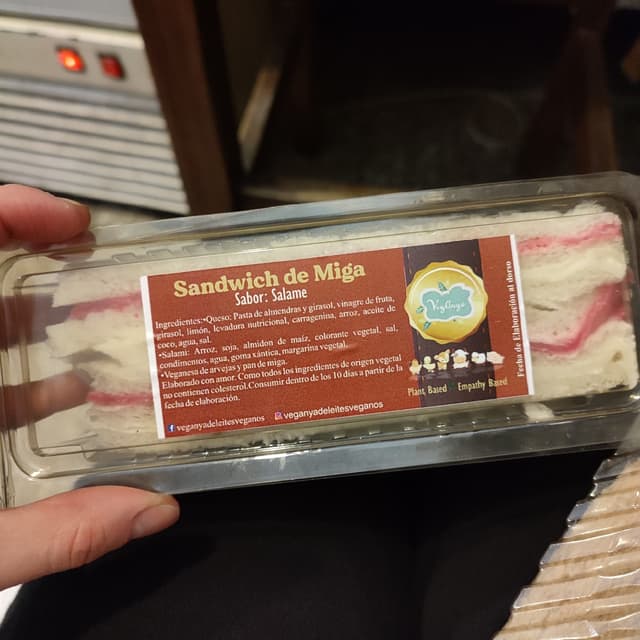 Sandwich de Miga
Sabor: Salame
Ingredientes:•Queso: Pasta de almendras y girasol, vinagre de fruta,
girasol, limón, levadura nutricional, carragenina, arroz, aceite de
coco, agua, sal.
•Salami: Arroz, soja, almidon de maíz, colorante vegetal, sal,
condimentos, agua, goma xántica, margarina vegetal.
•Veganesa de arvejas y pan de miga.
Elaborado con amor. Como todos los ingredientes de origen vegetal
no contienen colesterol.Consumir dentro de los 10 días a partir de la
fecha de elaboración.
veganyadeleitesveganos
veganyadeleitesveganos
Plant, Based
Empathy Based
Fecha de Elaboración al dorso